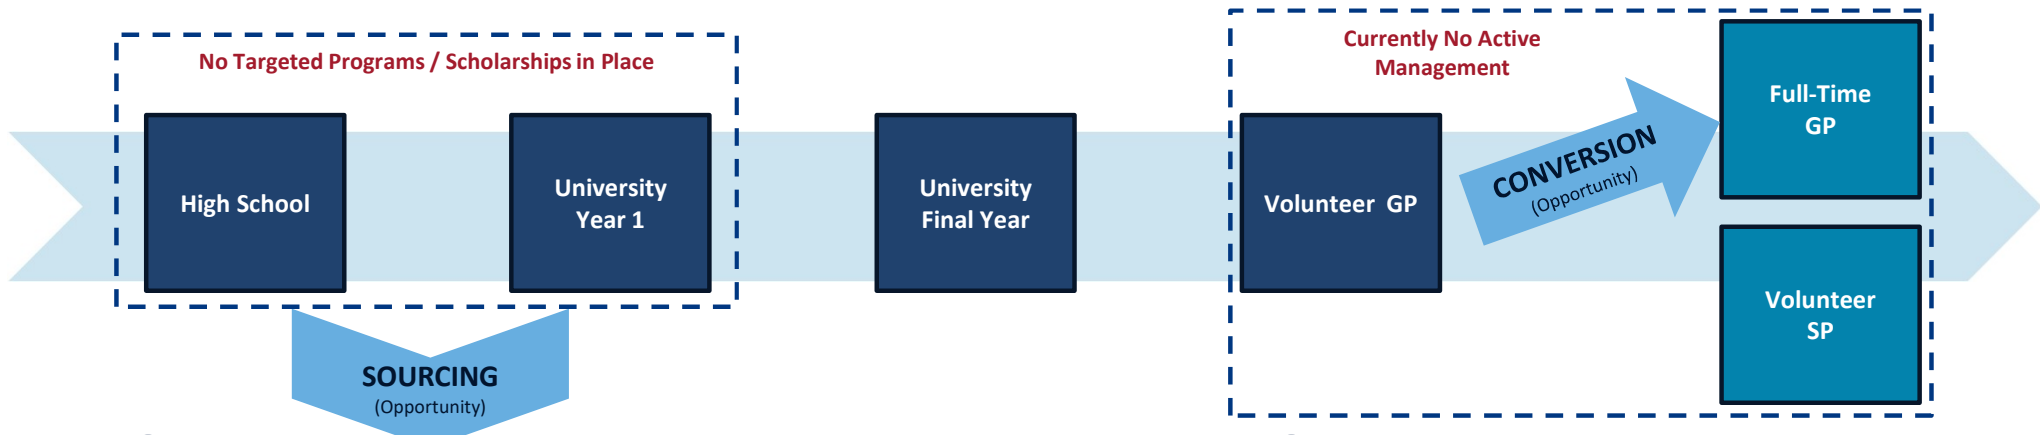 No Targeted Programs / Scholarships in Place
High School
University
Year 1
SOURCING
(Opportunity)
University
Final Year
Currently No Active
Management
Volunteer GP
CONVERSION
(Opportunity)
Full-Time
GP
Volunteer
SP